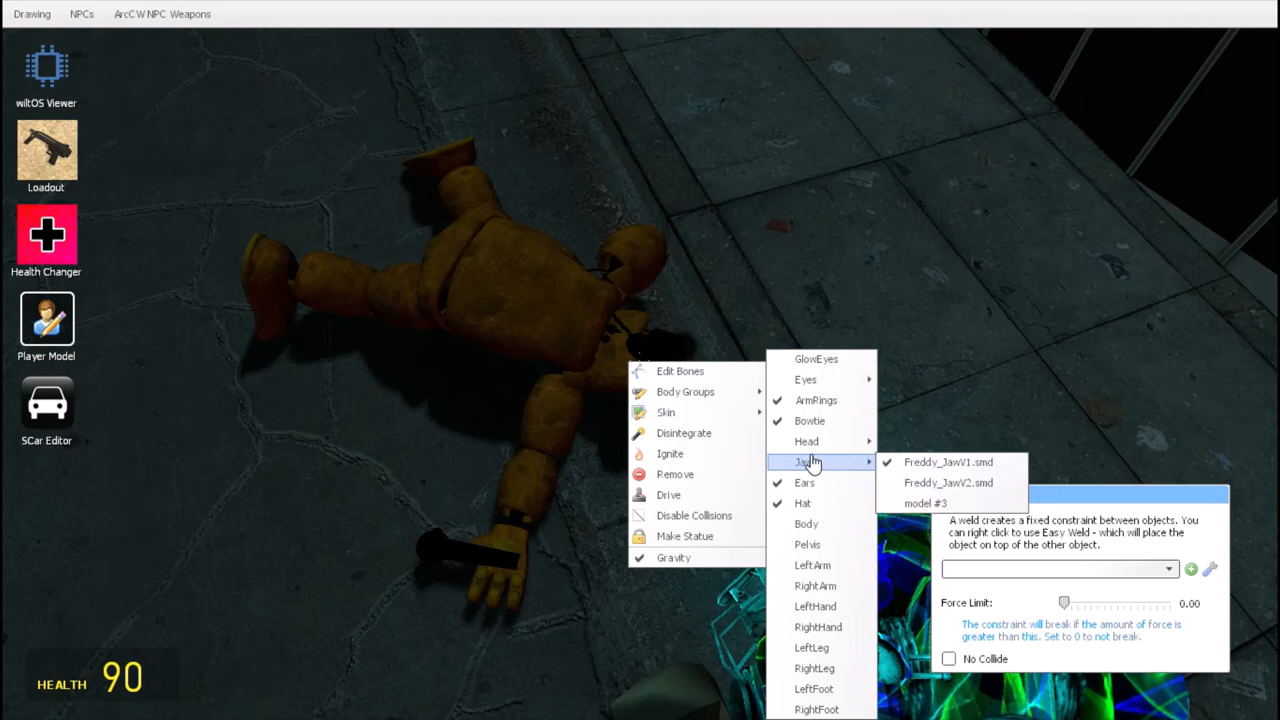 Drawing NPCs ArcCW NPC Weapons
wiltOS Viewer
Loadout
Health Changer
Player Model
SCar Editor
Edit Bones
Body Groups
Skin
Disintegrate
Ignite
Remove
Drive
Disable Collisions
Make Statue
Gravity
GlowEyes
Eyes
ArmRings
Bowtie
Head
Ears
Hat
Body
Pelvis
LeftArm
RightArm
LeftHand
RightHand
LeftLeg
RightLeg
LeftFoot
RightFoot
Freddy_JawV1.smd
Freddy_JawV2.smd
model #3
A weld creates a fixed constraint between objects. You
can right click to use Easy Weld - which will place the
object on top of the other object.
Force Limit: 0.00
The constraint will break if the amount of force is
greater than this. Set to 0 to not break.
No Collide
HEALTH 90